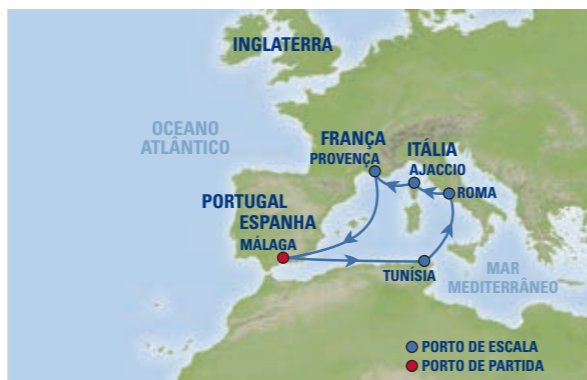 INGLATERRA
OCEANO
ATLÂNTICO
FRANÇA
PROVENÇA
ITÁLIA
AJACCIO
ROMA
PORTUGAL
ESPANHA
MÁLAGA
TUNÍSIA
MAR
MEDITERRÂNEO
PORTO DE ESCALA
PORTO DE PARTIDA